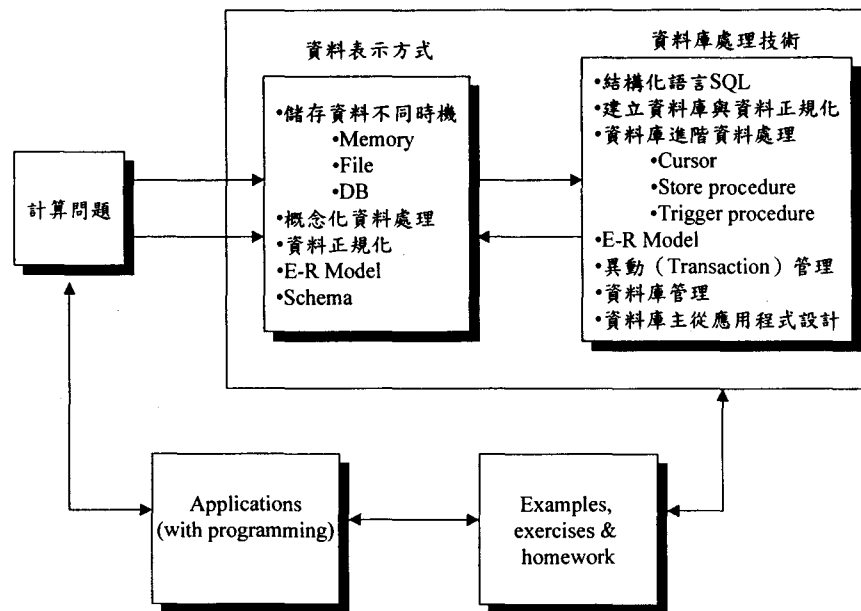 資料表示方式
資料庫處理技術
計算問題
•儲存資料不同時機
•Memory
•File
•DB
•概念化資料處理
•資料正規化
•E-R Model
•Schema
•結構化語言SQL
•建立資料庫與資料正規化
•資料庫進階資料處理
•Cursor
•Store procedure
•Trigger procedure
•E-R Model
•異動（Transaction）管理
•資料庫管理
•資料庫主從應用程式設計
Applications
(with programming)
Examples,
exercises &
homework